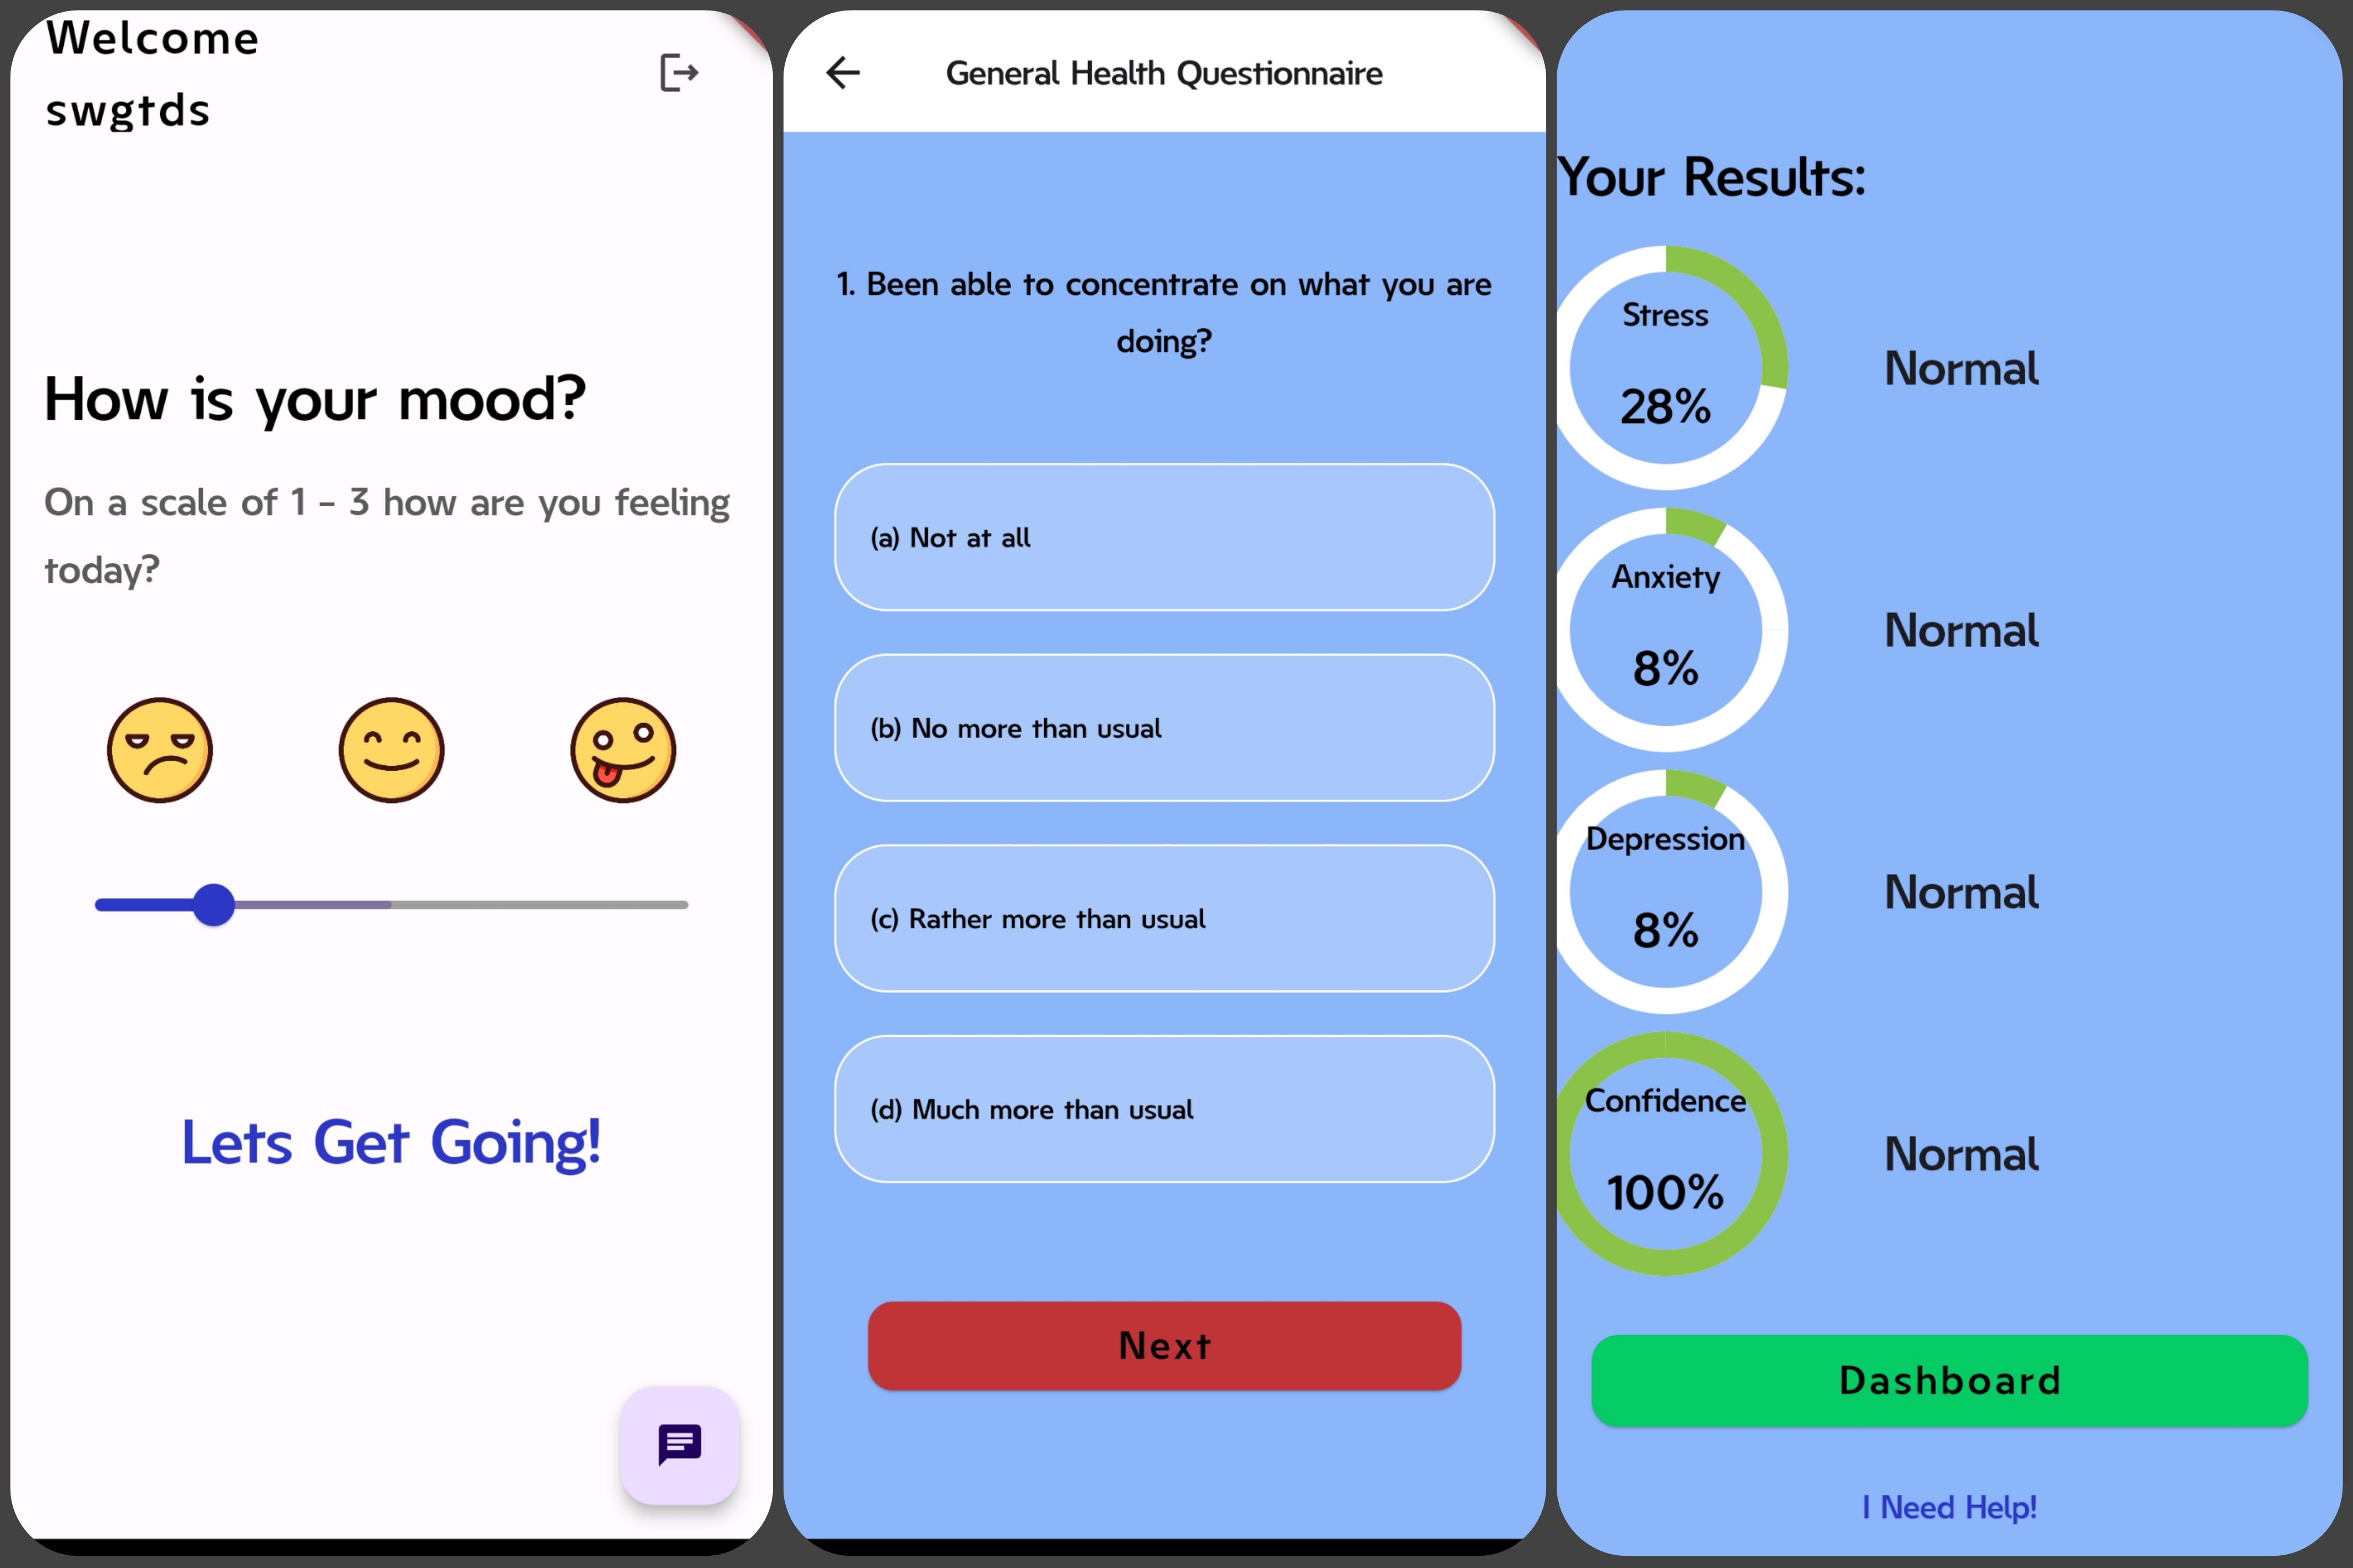 Welcome
swgtds
How is your mood?
On a scale of 1 - 3 how are you feeling
today?
Lets Get Going!
General Health Questionnaire
1. Been able to concentrate on what you are
doing?
(a) Not at all
(b) No more than usual
(c) Rather more than usual
(d) Much more than usual
Next
Your Results:
Stress
28%
Normal
Anxiety
8%
Normal
Depression
8%
Normal
Confidence
100%
Normal
Dashboard
I Need Help!